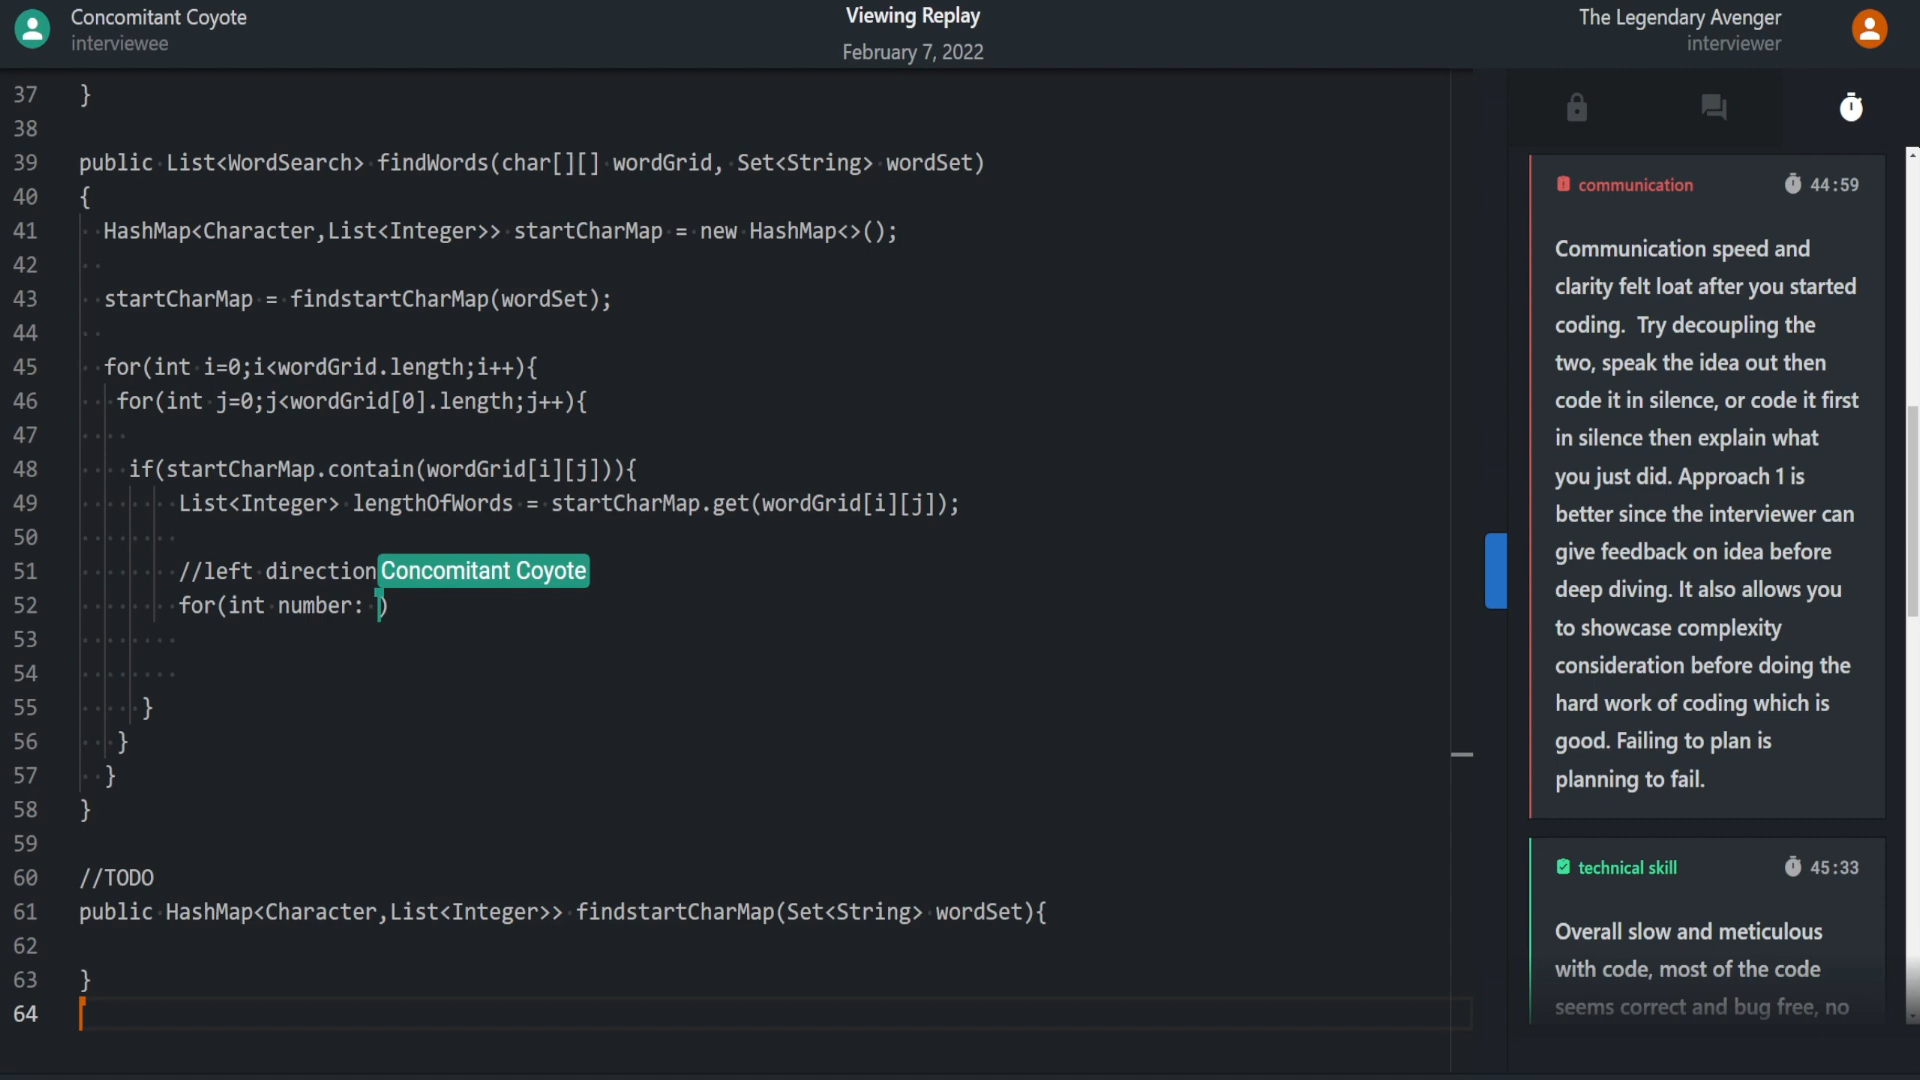 Concomitant Coyote
interviewee
Viewing Replay
February 7, 2022
The Legendary Avenger
interviewer
37 }
38
39 public List<WordSearch> findWords(char[][] wordGrid, Set<String> wordSet)
40 {
41 HashMap<Character,List<Integer>> startCharMap = new HashMap<>();
42
43 startCharMap = findstartCharMap(wordSet);
44
45 for(int i=0;i<wordGrid.length;i++){
46 for(int j=0;j<wordGrid[0].length;j++){
47
48 if(startCharMap.contain(wordGrid[i][j])){
49 List<Integer> lengthOfWords = startCharMap.get(wordGrid[i][j]);
50
51 //left direction Concomitant Coyote
52 for(int number: )
53
54
55 }
56 }
57 }
58 }
59
60 //TODO
61 public HashMap<Character,List<Integer>> findstartCharMap(Set<String> wordSet){
62
63 }
64
communication 44:59
Communication speed and
clarity felt loat after you started
coding. Try decoupling the
two, speak the idea out then
code it in silence, or code it first
in silence then explain what
you just did. Approach 1 is
better since the interviewer can
give feedback on idea before
deep diving. It also allows you
to showcase complexity
consideration before doing the
hard work of coding which is
good. Failing to plan is
planning to fail.
technical skill 45:33
Overall slow and meticulous
with code, most of the code
seems correct and bug free, no